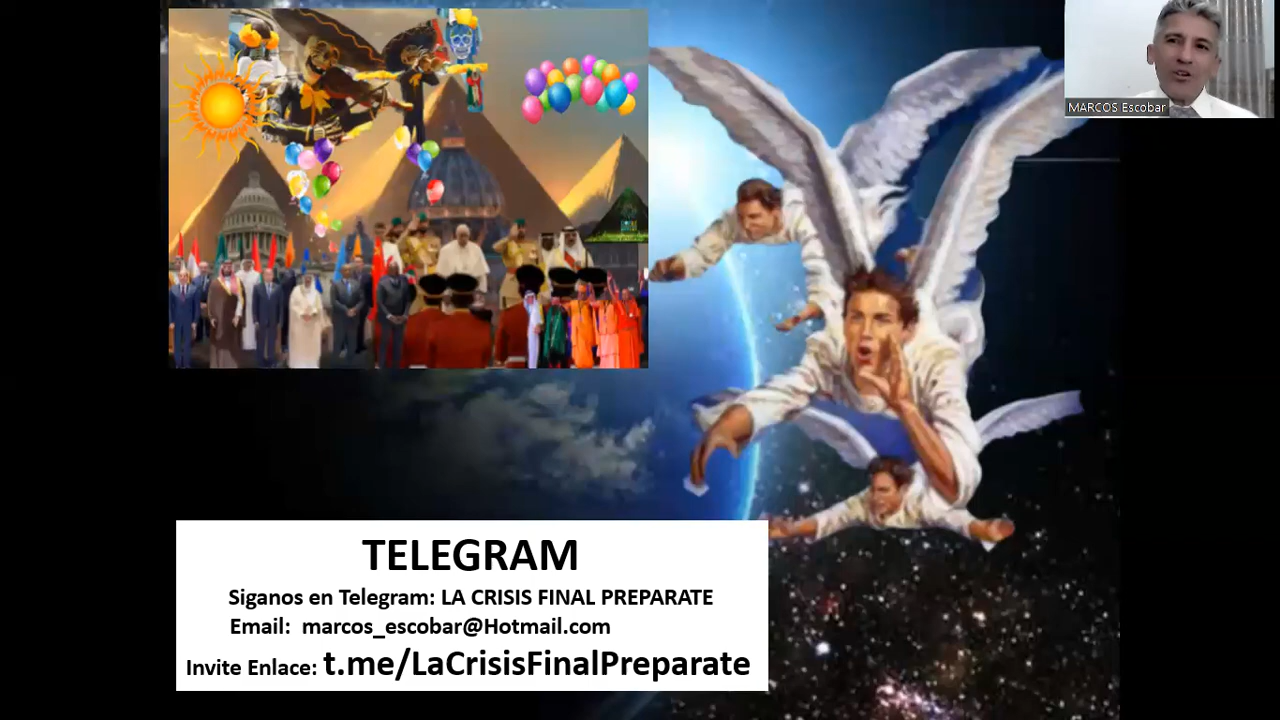 MARCOS Escobar
TELEGRAM
Siganos en Telegram: LA CRISIS FINAL PREPARATE
Email: marcos_escobar@Hotmail.com
Invite Enlace: t.me/LaCrisisFinalPreparate